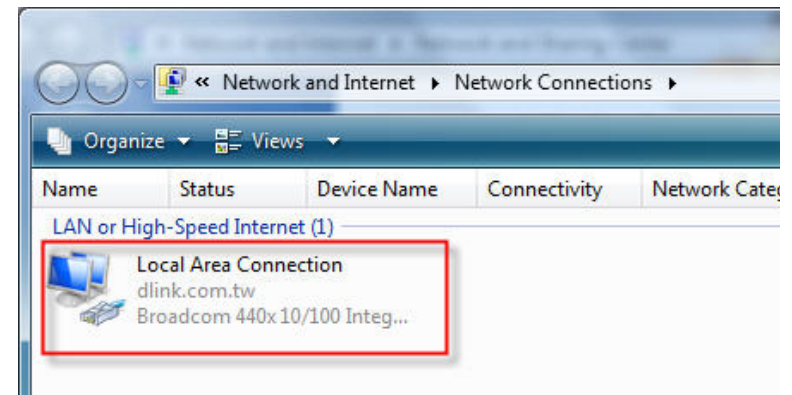 « Network and Internet ▸ Network Connections ▸
Organize Views
Name Status Device Name Connectivity Network Cate
LAN or High-Speed Internet (1)
Local Area Connection
dlink.com.tw
Broadcom 440x 10/100 Integ...